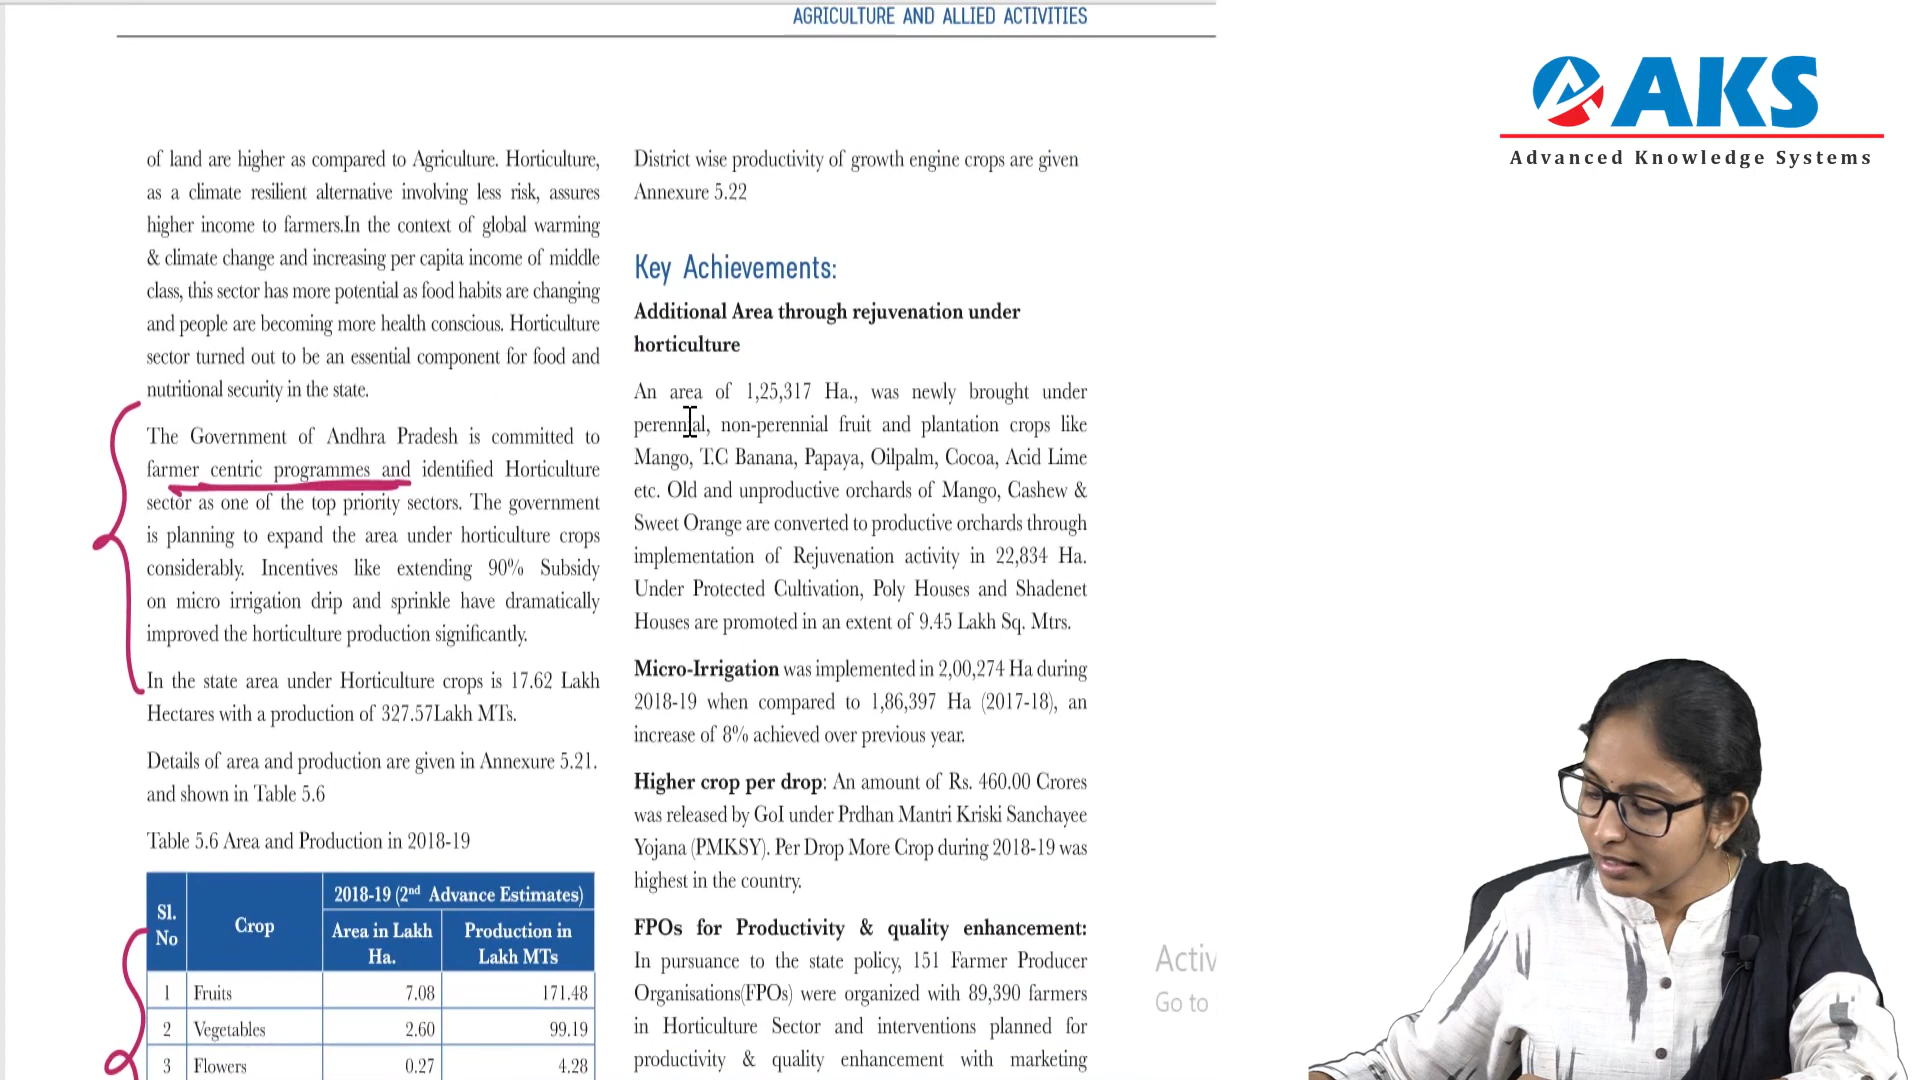 AGRICULTURE AND ALLIED ACTIVITIES
AKS
Advanced Knowledge Systems
of land are higher as compared to Agriculture. Horticulture,
as a climate resilient alternative involving less risk, assures
higher income to farmers.In the context of global warming
& climate change and increasing per capita income of middle
class, this sector has more potential as food habits are changing
and people are becoming more health conscious. Horticulture
sector turned out to be an essential component for food and
nutritional security in the state.
The Government of Andhra Pradesh is committed to
farmer centric programmes and identified Horticulture
sector as one of the top priority sectors. The government
is planning to expand the area under horticulture crops
considerably. Incentives like extending 90% Subsidy
on micro irrigation drip and sprinkle have dramatically
improved the horticulture production significantly.
In the state area under Horticulture crops is 17.62 Lakh
Hectares with a production of 327.57Lakh MTs.
Details of area and production are given in Annexure 5.21.
and shown in Table 5.6
Table 5.6 Area and Production in 2018-19
Sl. No Crop 2018-19 (2nd Advance Estimates)
Area in Lakh Ha. Production in Lakh MTs
1 Fruits 7.08 171.48
2 Vegetables 2.60 99.19
3 Flowers 0.27 4.28
District wise productivity of growth engine crops are given
Annexure 5.22
Key Achievements:
Additional Area through rejuvenation under
horticulture
An area of 1,25,317 Ha., was newly brought under
perennial, non-perennial fruit and plantation crops like
Mango, T.C Banana, Papaya, Oilpalm, Cocoa, Acid Lime
etc. Old and unproductive orchards of Mango, Cashew &
Sweet Orange are converted to productive orchards through
implementation of Rejuvenation activity in 22,834 Ha.
Under Protected Cultivation, Poly Houses and Shadenet
Houses are promoted in an extent of 9.45 Lakh Sq. Mtrs.
Micro-Irrigation was implemented in 2,00,274 Ha during
2018-19 when compared to 1,86,397 Ha (2017-18), an
increase of 8% achieved over previous year.
Higher crop per drop: An amount of Rs. 460.00 Crores
was released by GoI under Prdhan Mantri Kriski Sanchayee
Yojana (PMKSY). Per Drop More Crop during 2018-19 was
highest in the country.
FPOs for Productivity & quality enhancement:
In pursuance to the state policy, 151 Farmer Producer
Organisations(FPOs) were organized with 89,390 farmers
in Horticulture Sector and interventions planned for
productivity & quality enhancement with marketing
Activ
Go to